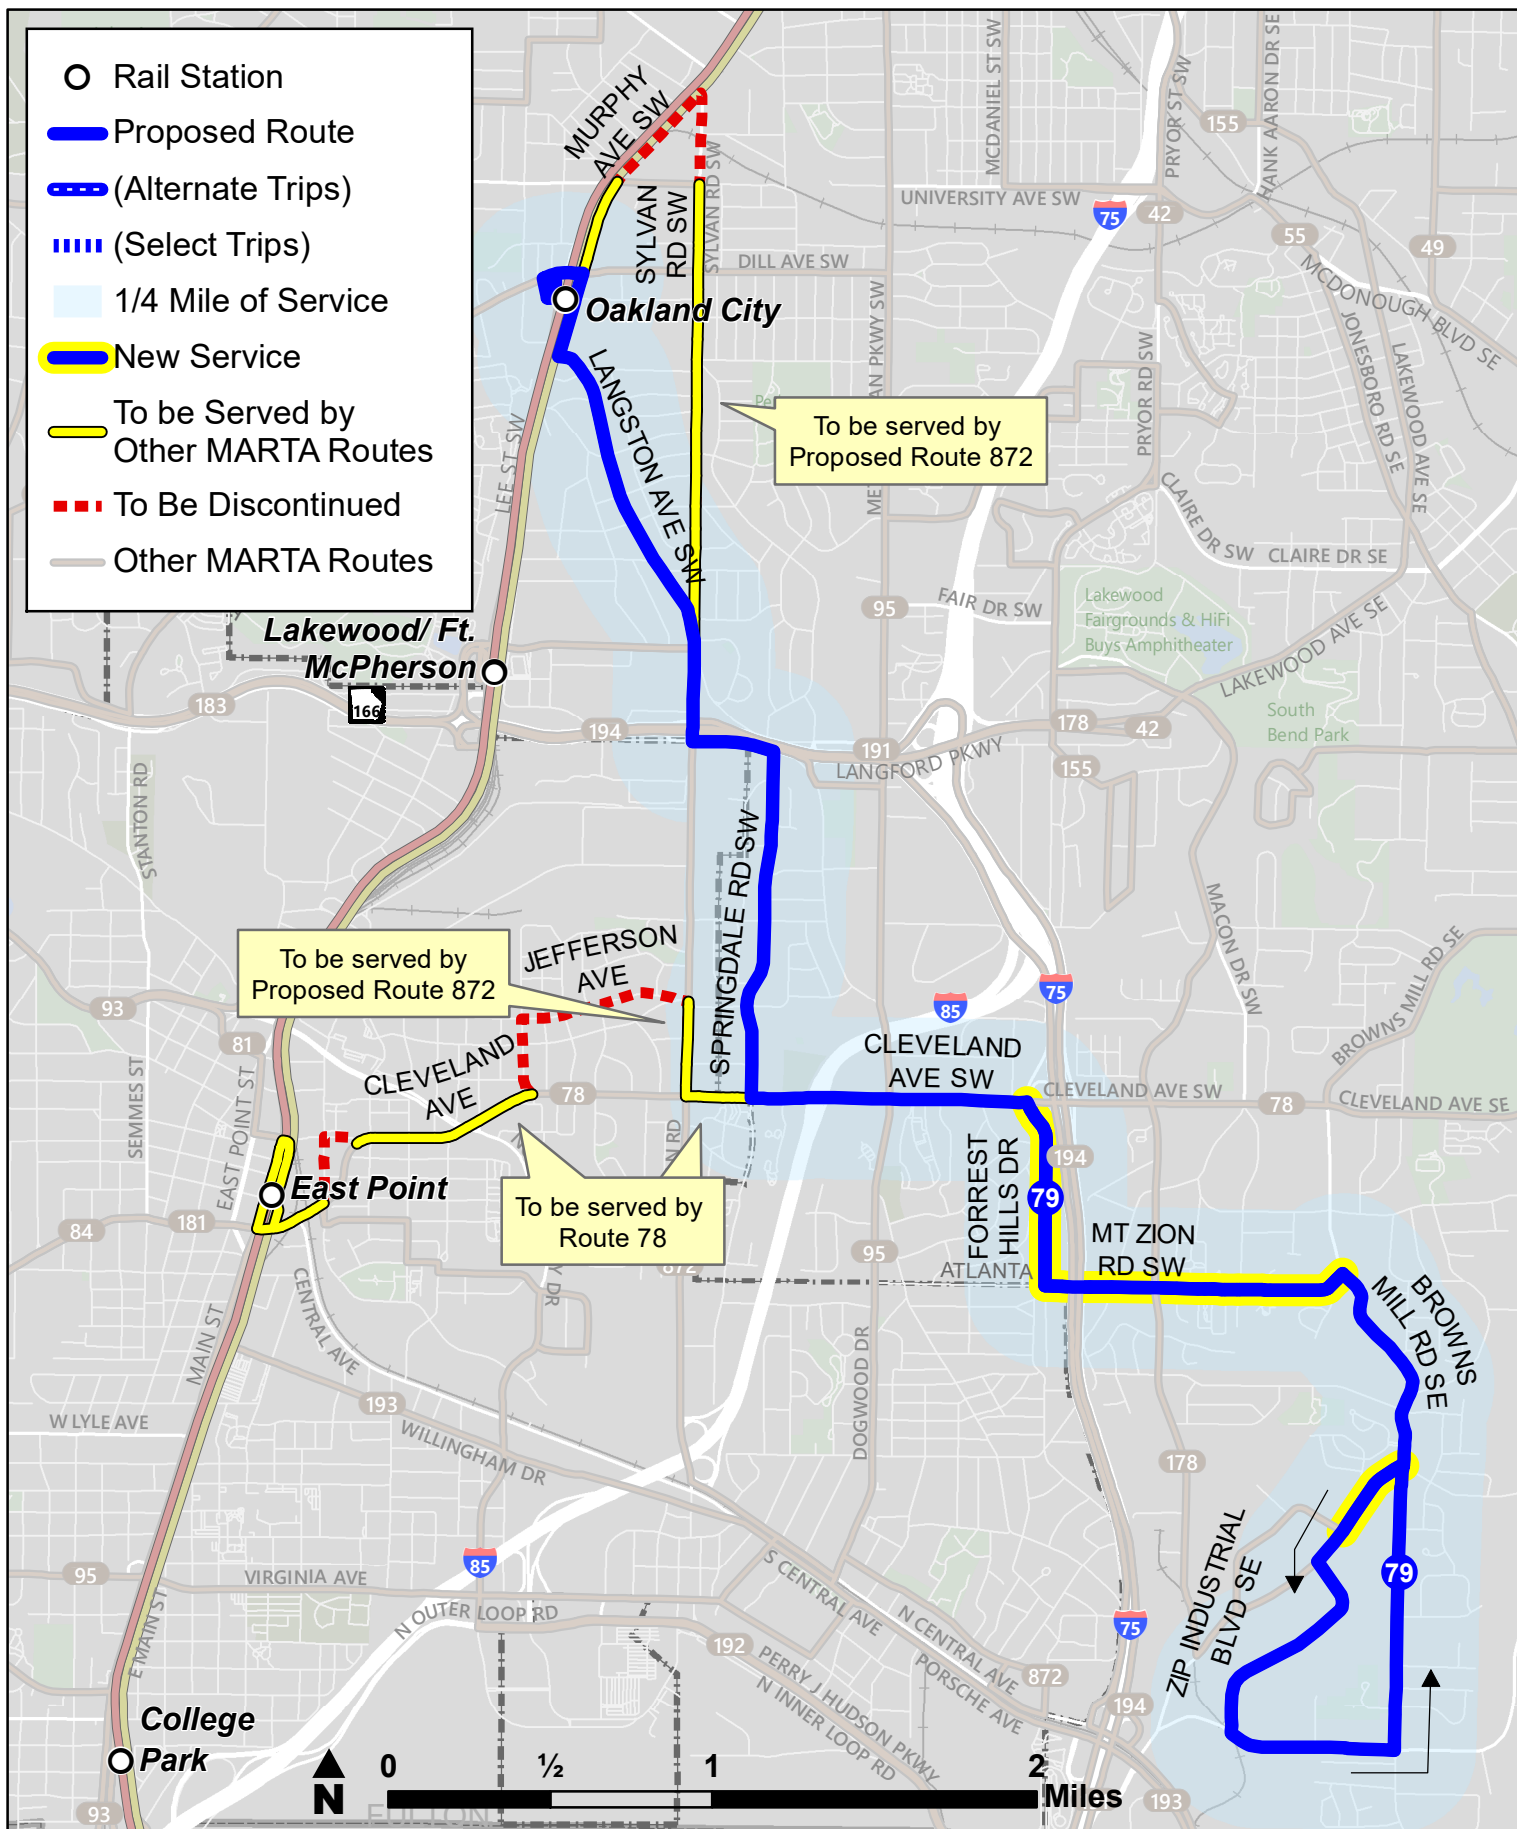 Rail Station
Proposed Route
(Alternate Trips)
(Select Trips)
1/4 Mile of Service
New Service
To be Served by
Other MARTA Routes
To Be Discontinued
Other MARTA Routes
MURPHY
AVE SW
SYLVAN
RD SW
SYLVAN RD SW
MCDANIEL ST SW
PRYOR ST SW
HANK AARON DR SE
155
UNIVERSITY AVE SW
75
42
55
49
DILL AVE SW
MCDONOUGH BLVD SE
Oakland City
LANGSTON AVE SW
LEE ST SW
PRYOR RD SW
JONESBORO RD SE
LAKEWOOD AVE SE
To be served by
Proposed Route 872
CLAIRE DR SW
CLAIRE DR SE
95
FAIR DR SW
Lakewood
Fairgrounds & HiFi
Buys Amphitheater
LAKEWOOD AVE SE
Lakewood/ Ft.
McPherson
183
166
194
191
178
42
155
LANGFORD PKWY
South
Bend Park
STANTON RD
SPRINGDALE RD SW
MACON DR SW
BROWNS MILL RD SE
To be served by
Proposed Route 872
JEFFERSON
AVE
93
81
85
75
CLEVELAND
AVE
CLEVELAND
AVE SW
78
CLEVELAND AVE SW
78
CLEVELAND AVE SE
SEMMES ST
EAST POINT ST
East Point
To be served by
Route 78
FORREST
HILLS DR
194
79
MT ZION
RD SW
84
181
95
872
ATLANTA
BROWNS
MILL RD SE
MAIN ST
CENTRAL AVE
DOGWOOD DR
193
W LYLE AVE
WILLINGHAM DR
178
85
95
VIRGINIA AVE
ZIP INDUSTRIAL
BLVD SE
79
N OUTER LOOP RD
S CENTRAL AVE
N CENTRAL AVE
PORSCHE AVE
75
192
PERRY J HUDSON PKWY
N INNER LOOP RD
872
194
193
E MAIN ST
College
Park
93
N
0
½
1
2
Miles
FULTON